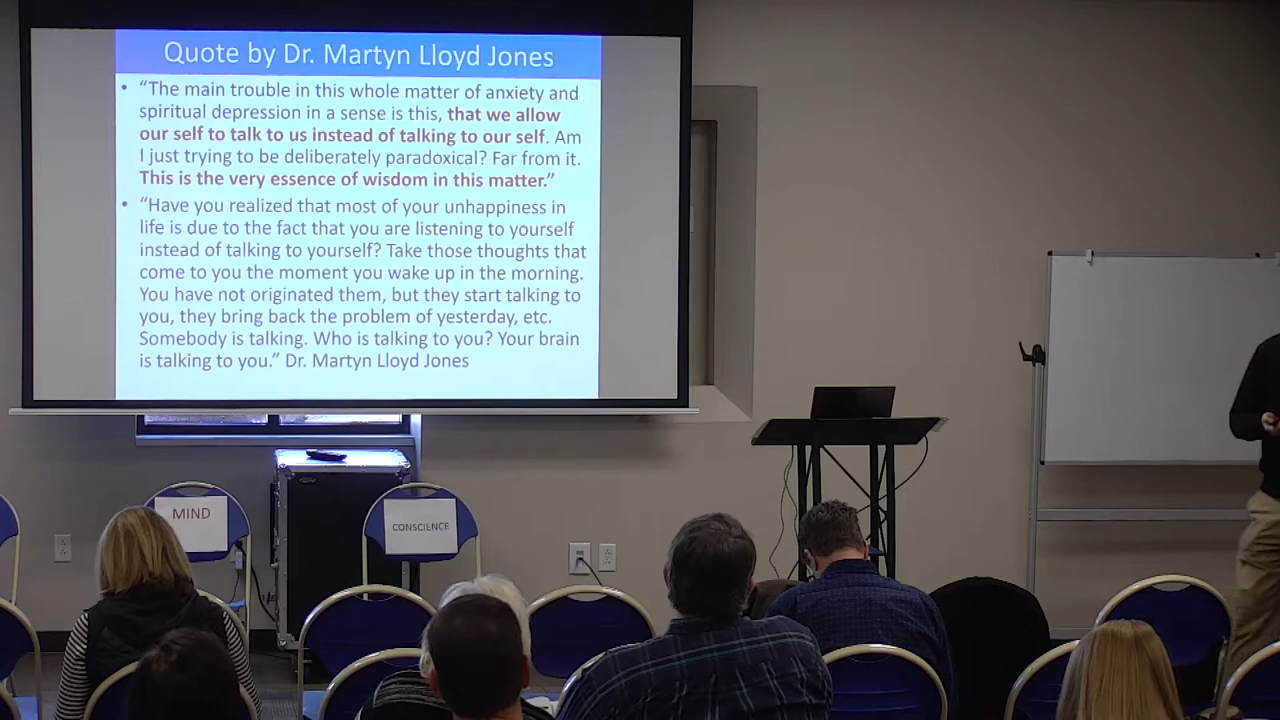 Quote by Dr. Martyn Lloyd Jones
• “The main trouble in this whole matter of anxiety and
spiritual depression in a sense is this, that we allow
our self to talk to us instead of talking to our self. Am
I just trying to be deliberately paradoxical? Far from it.
This is the very essence of wisdom in this matter.”
• “Have you realized that most of your unhappiness in
life is due to the fact that you are listening to yourself
instead of talking to yourself? Take those thoughts that
come to you the moment you wake up in the morning.
You have not originated them, but they start talking to
you, they bring back the problem of yesterday, etc.
Somebody is talking. Who is talking to you? Your brain
is talking to you.” Dr. Martyn Lloyd Jones
MIND
CONSCIENCE